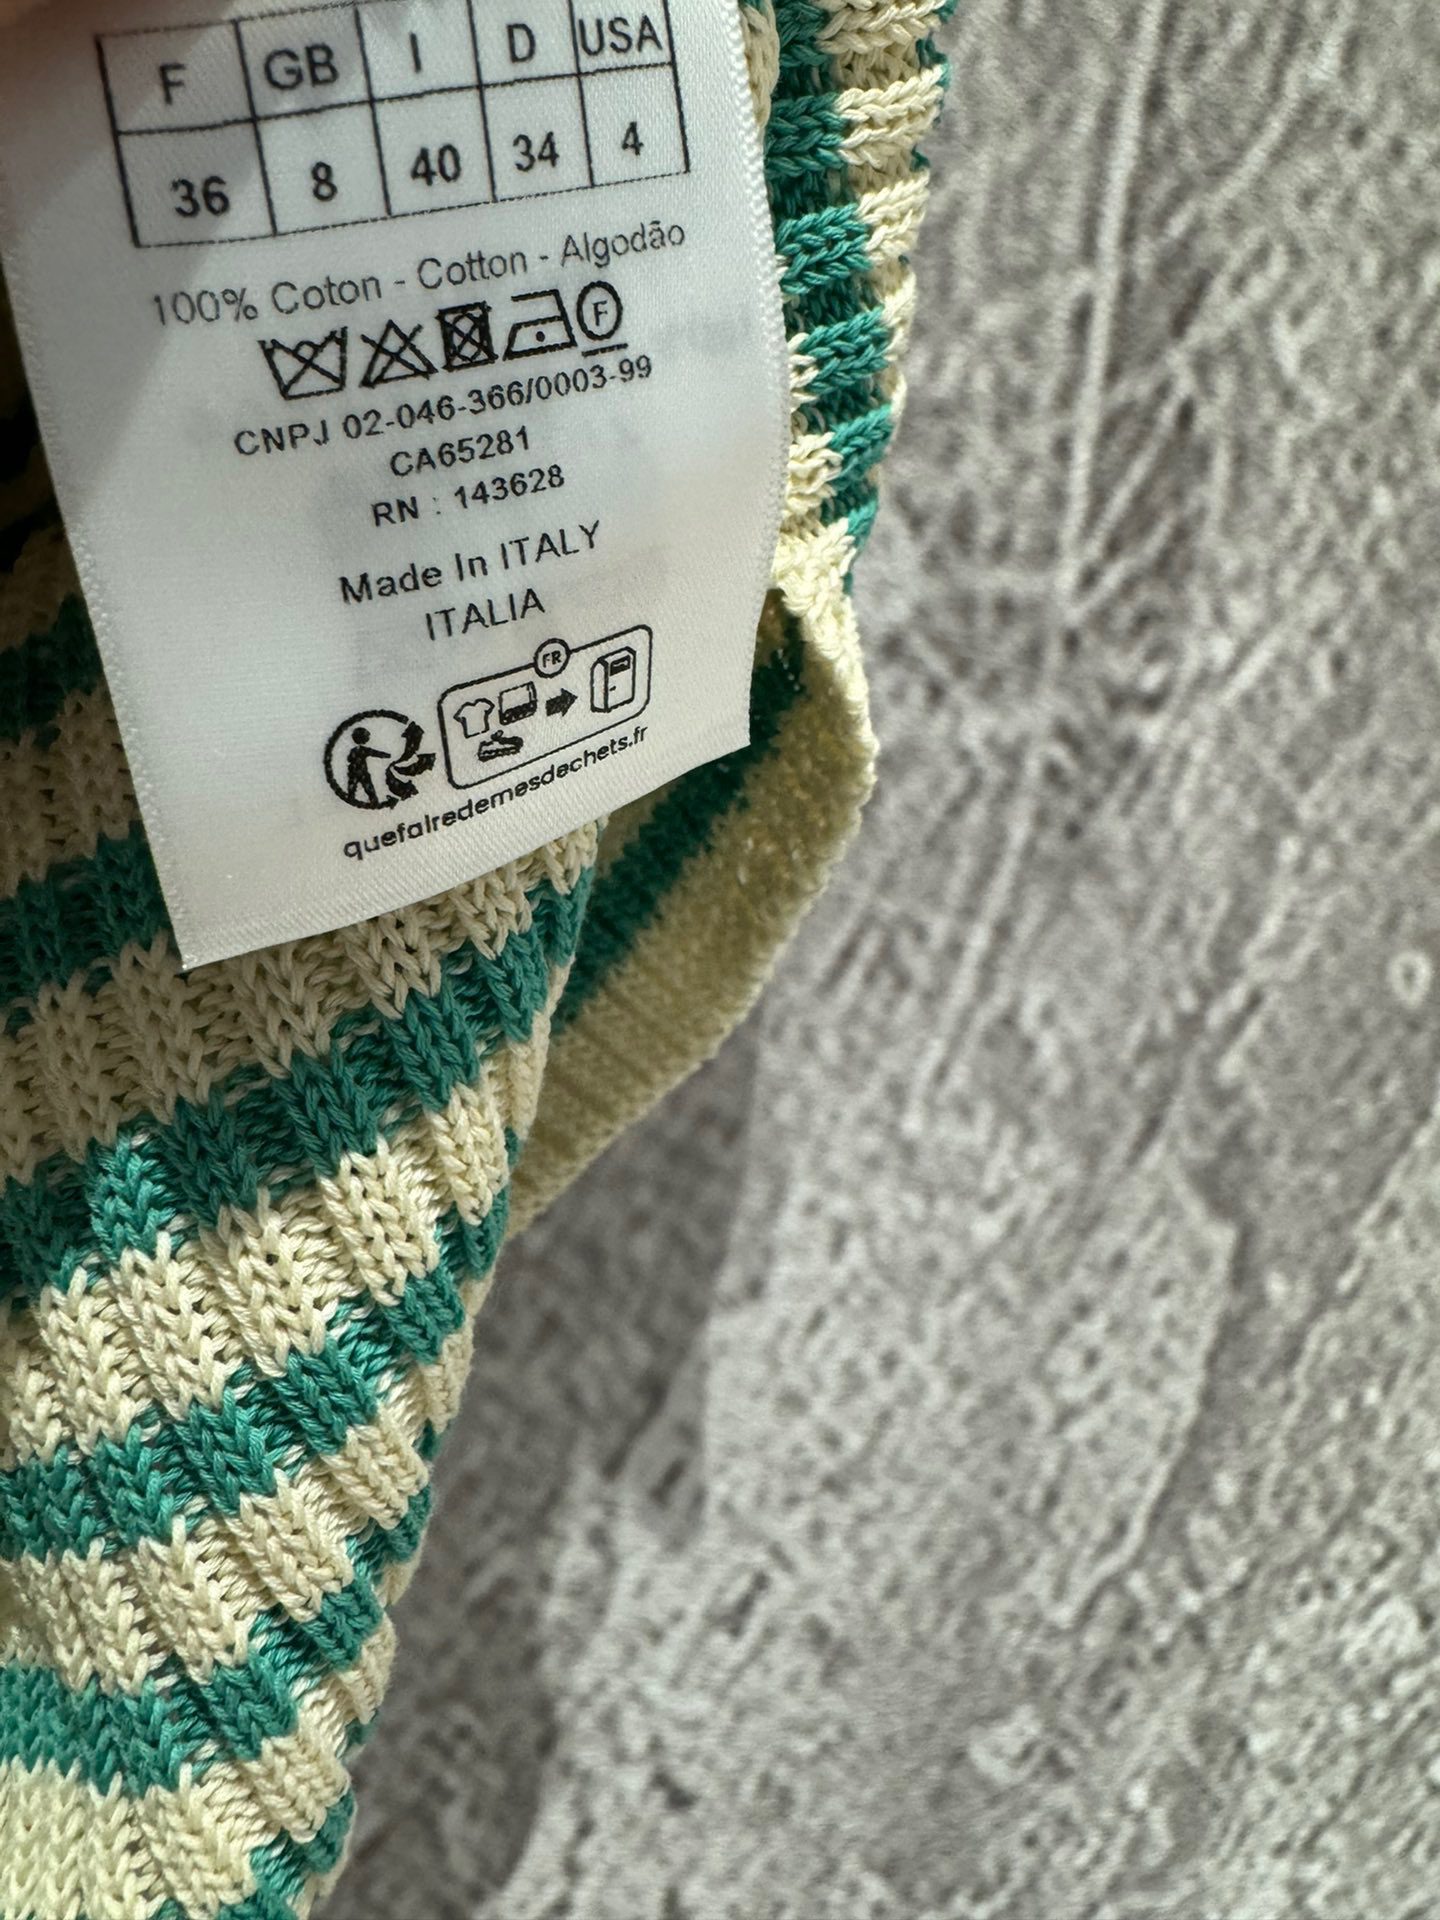 F GB I D USA
36 8 40 34 4
100% Coton - Cotton - Algodão
F
CNPJ 02-046-366/0003-99
CA65281
RN : 143628
Made In ITALY
ITALIA
FR
quefairedemesdechets.fr